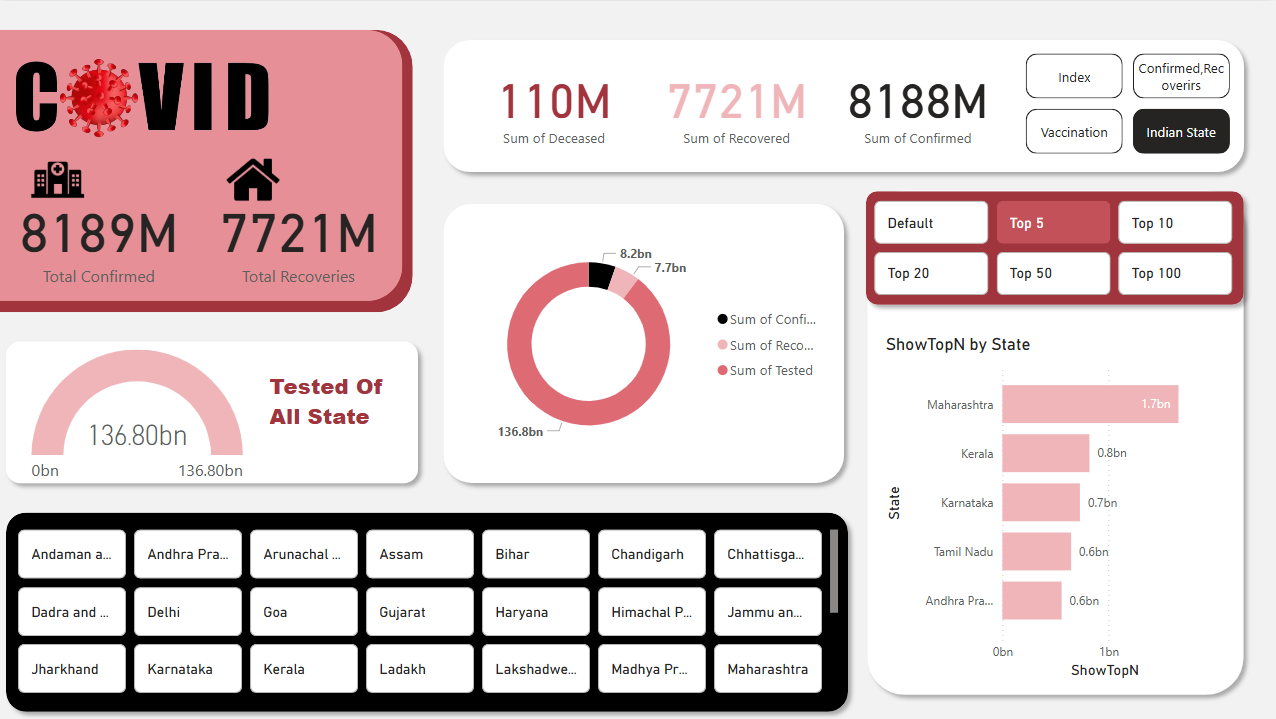 COVID
8189M
Total Confirmed
7721M
Total Recoveries
110M
Sum of Deceased
7721M
Sum of Recovered
8188M
Sum of Confirmed
Index
Confirmed,Rec
overirs
Vaccination
Indian State
Default
Top 5
Top 10
Top 20
Top 50
Top 100
136.80bn
0bn
136.80bn
Tested Of
All State
8.2bn
7.7bn
136.8bn
Sum of Confi...
Sum of Reco...
Sum of Tested
ShowTopN by State
State
Maharashtra
1.7bn
Kerala
0.8bn
Karnataka
0.7bn
Tamil Nadu
0.6bn
Andhra Pra...
0.6bn
0bn
1bn
ShowTopN
Andaman a...
Andhra Pra...
Arunachal ...
Assam
Bihar
Chandigarh
Chhattisga...
Dadra and ...
Delhi
Goa
Gujarat
Haryana
Himachal P...
Jammu an...
Jharkhand
Karnataka
Kerala
Ladakh
Lakshadwe...
Madhya Pr...
Maharashtra